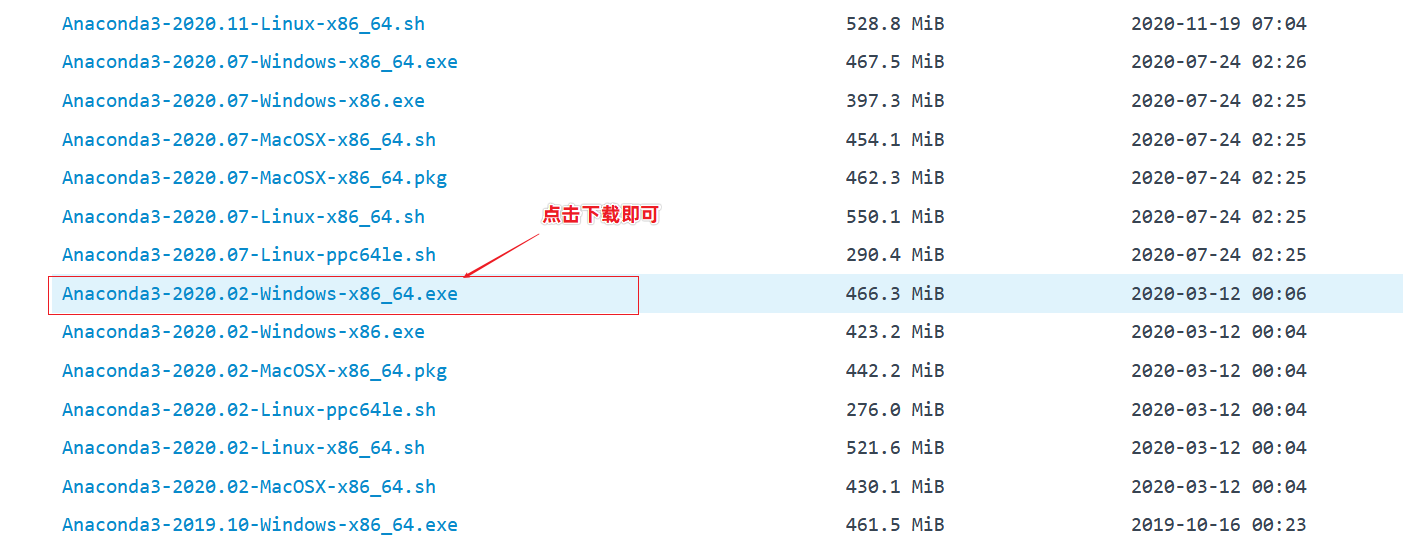 Anaconda3-2020.11-Linux-x86_64.sh 528.8 MiB 2020-11-19 07:04
Anaconda3-2020.07-Windows-x86_64.exe 467.5 MiB 2020-07-24 02:26
Anaconda3-2020.07-Windows-x86.exe 397.3 MiB 2020-07-24 02:25
Anaconda3-2020.07-MacOSX-x86_64.sh 454.1 MiB 2020-07-24 02:25
Anaconda3-2020.07-MacOSX-x86_64.pkg 462.3 MiB 2020-07-24 02:25
点击下载即可
Anaconda3-2020.07-Linux-x86_64.sh 550.1 MiB 2020-07-24 02:25
Anaconda3-2020.07-Linux-ppc64le.sh 290.4 MiB 2020-07-24 02:25
Anaconda3-2020.02-Windows-x86_64.exe 466.3 MiB 2020-03-12 00:06
Anaconda3-2020.02-Windows-x86.exe 423.2 MiB 2020-03-12 00:04
Anaconda3-2020.02-MacOSX-x86_64.pkg 442.2 MiB 2020-03-12 00:04
Anaconda3-2020.02-Linux-ppc64le.sh 276.0 MiB 2020-03-12 00:04
Anaconda3-2020.02-Linux-x86_64.sh 521.6 MiB 2020-03-12 00:04
Anaconda3-2020.02-MacOSX-x86_64.sh 430.1 MiB 2020-03-12 00:04
Anaconda3-2019.10-Windows-x86_64.exe 461.5 MiB 2019-10-16 00:23